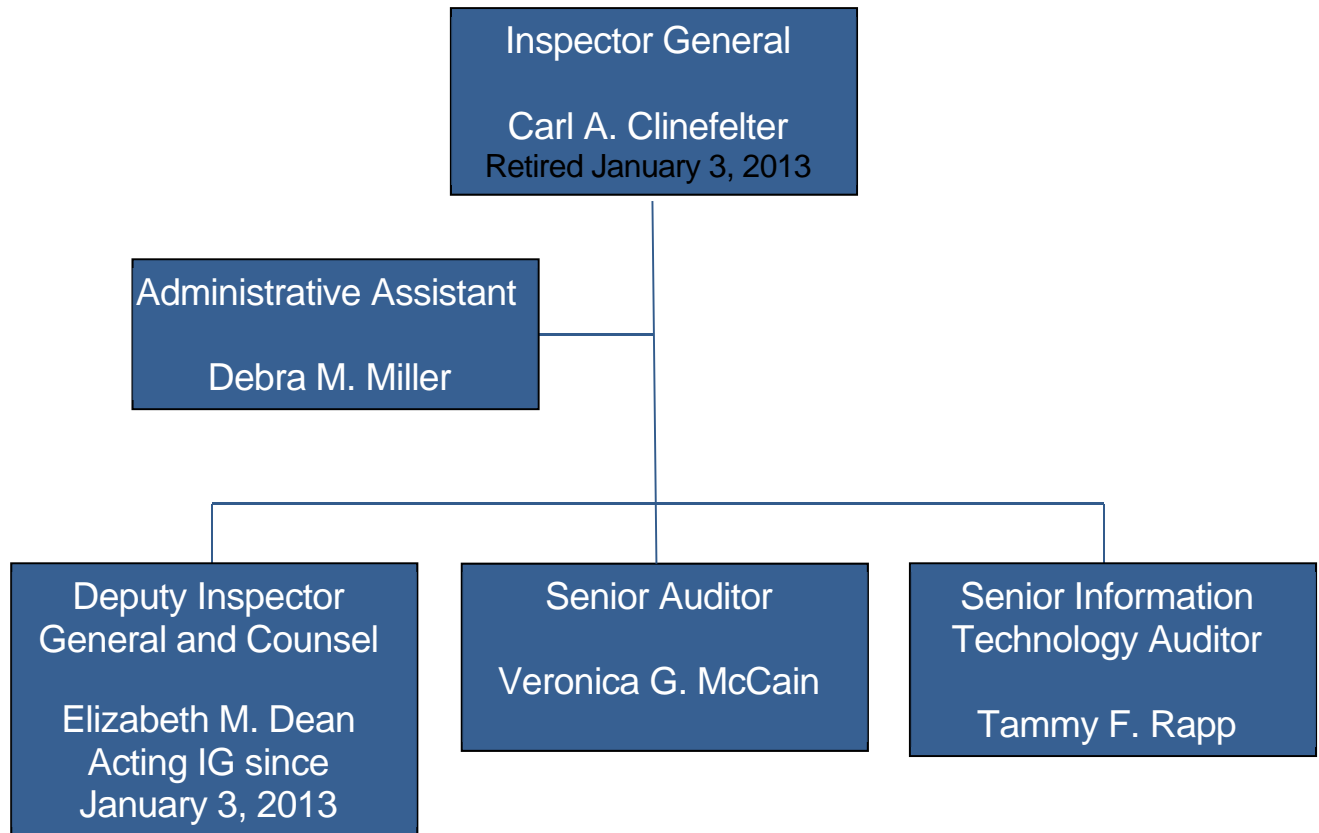 Inspector General
Carl A. Clinefelter
Retired January 3, 2013
Administrative Assistant
Debra M. Miller
Deputy Inspector
General and Counsel
Elizabeth M. Dean
Acting IG since
January 3, 2013
Senior Auditor
Veronica G. McCain
Senior Information
Technology Auditor
Tammy F. Rapp